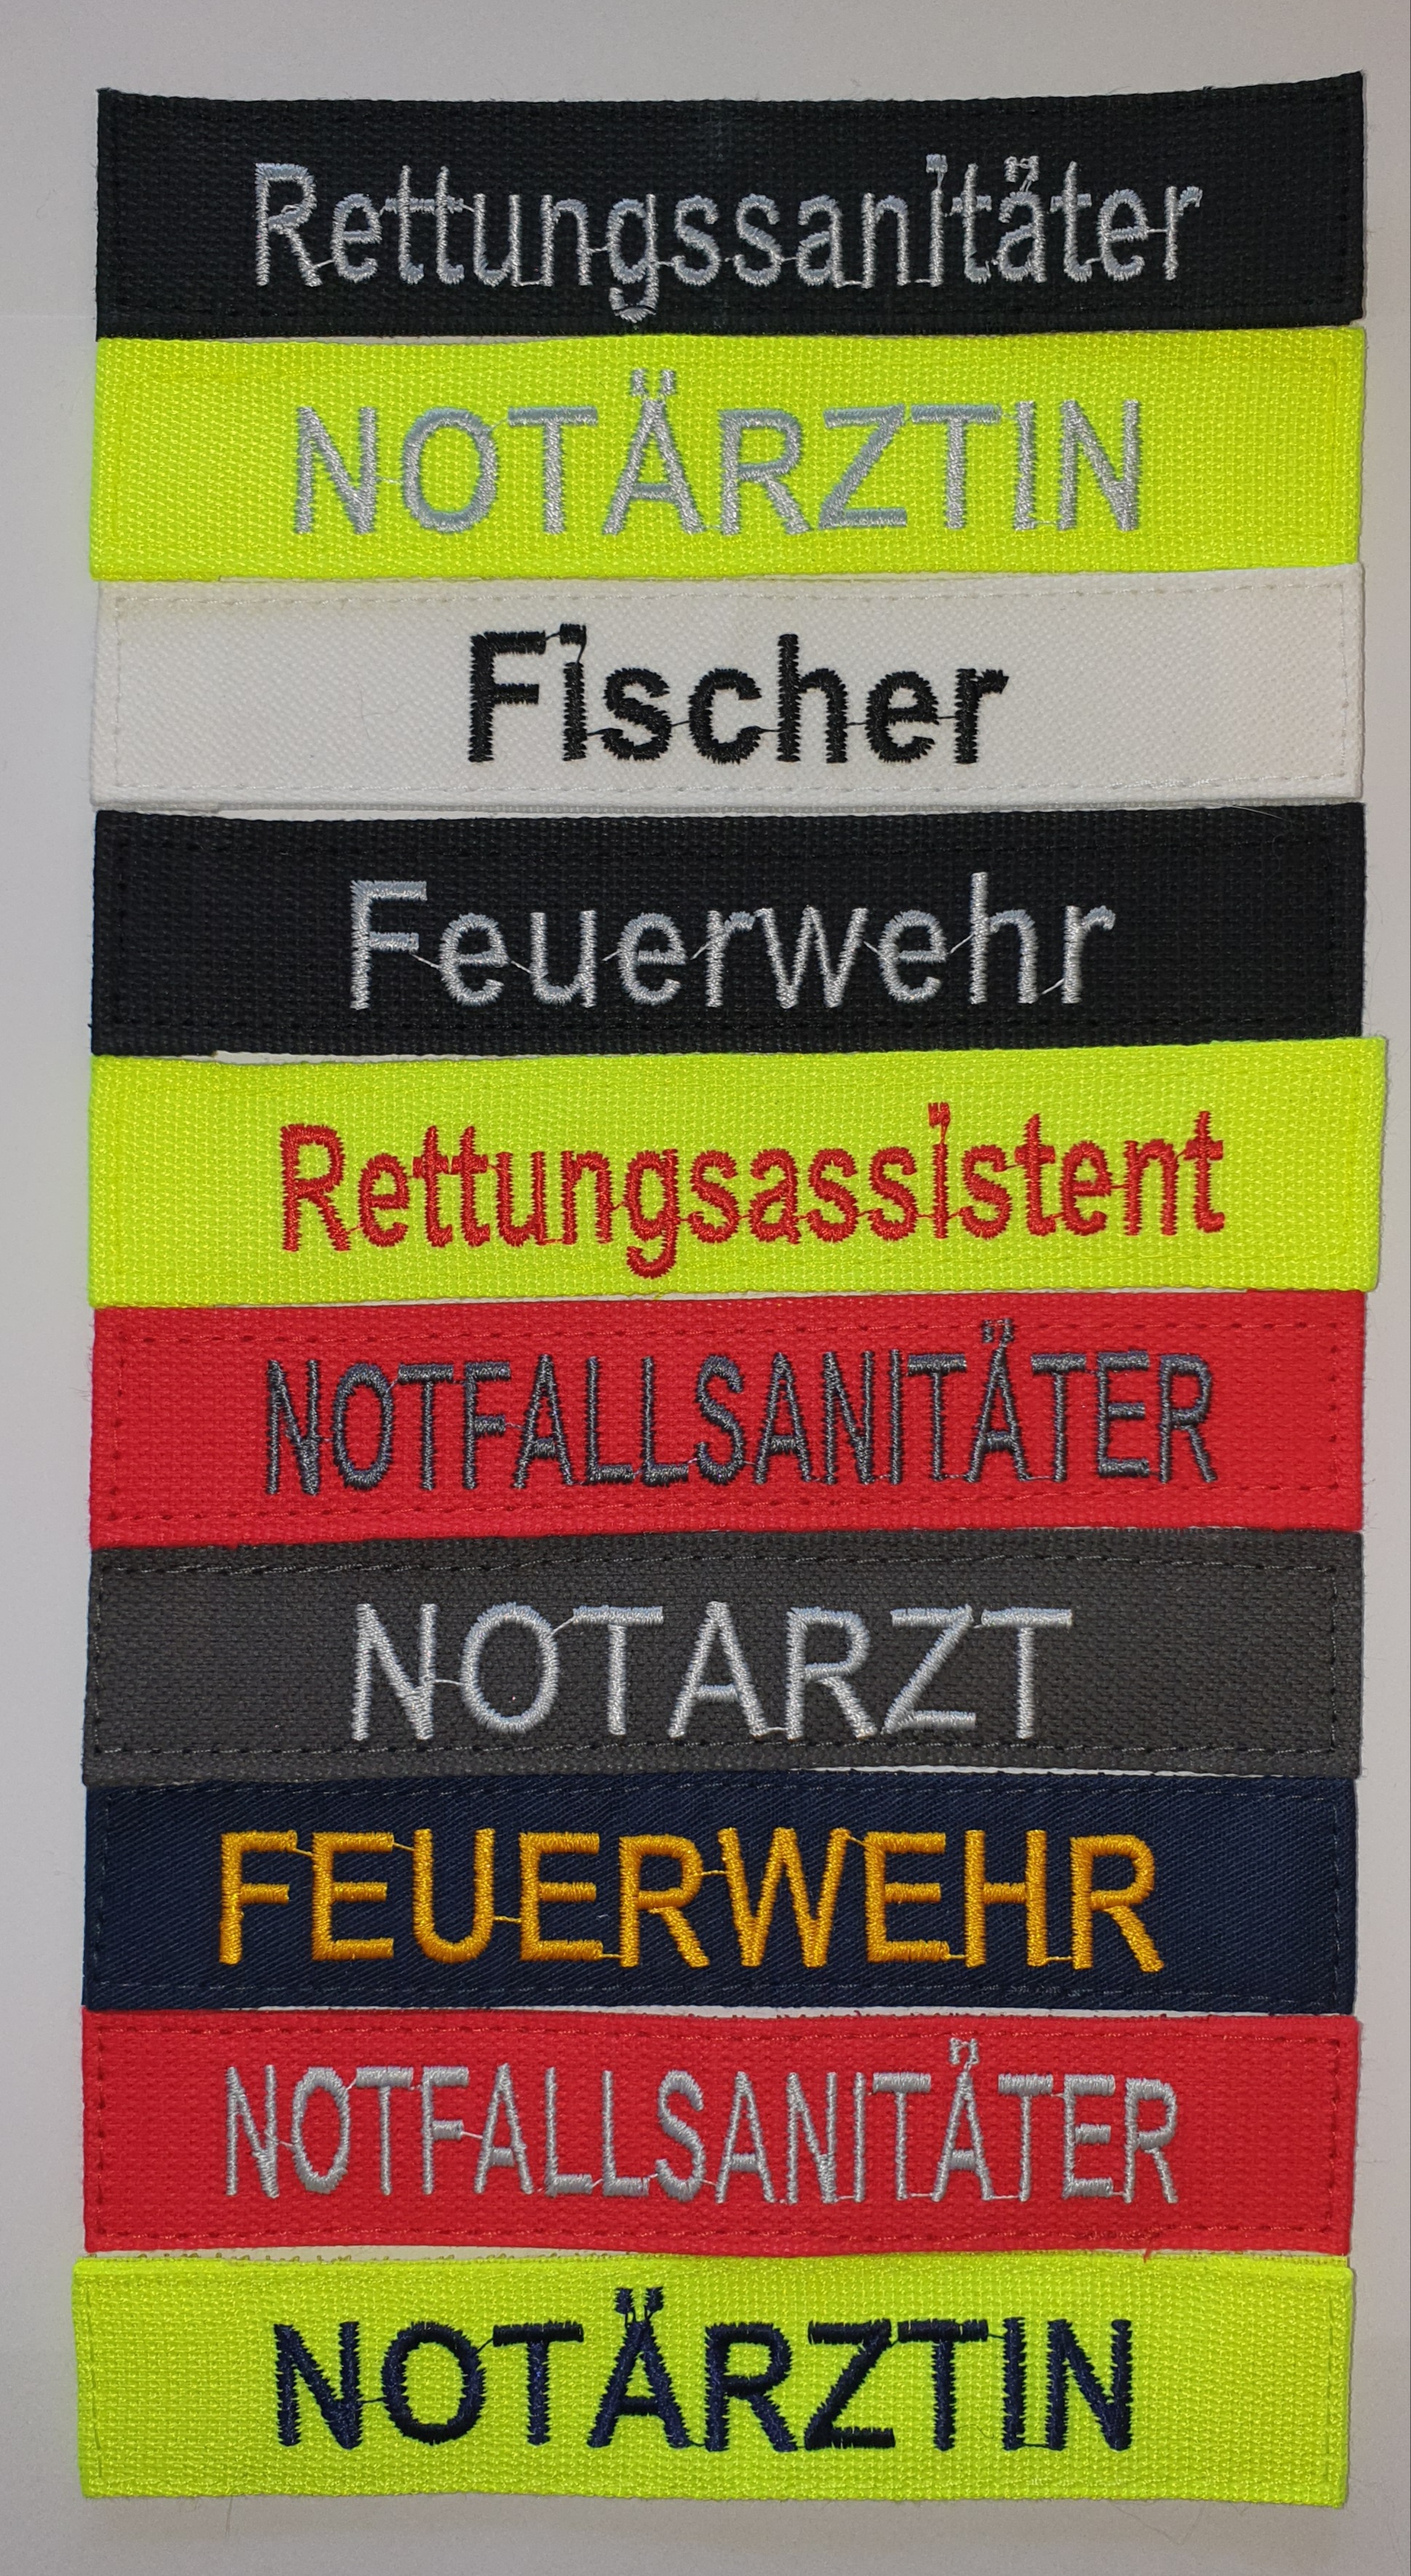 Rettungssanitäter
NOTÄRZTIN
Fischer
Feuerwehr
Rettungsassistent
NOTFALLSANITÄTER
NOTARZT
FEUERWEHR
NOTFALLSANITÄTER
NOTÄRZTIN